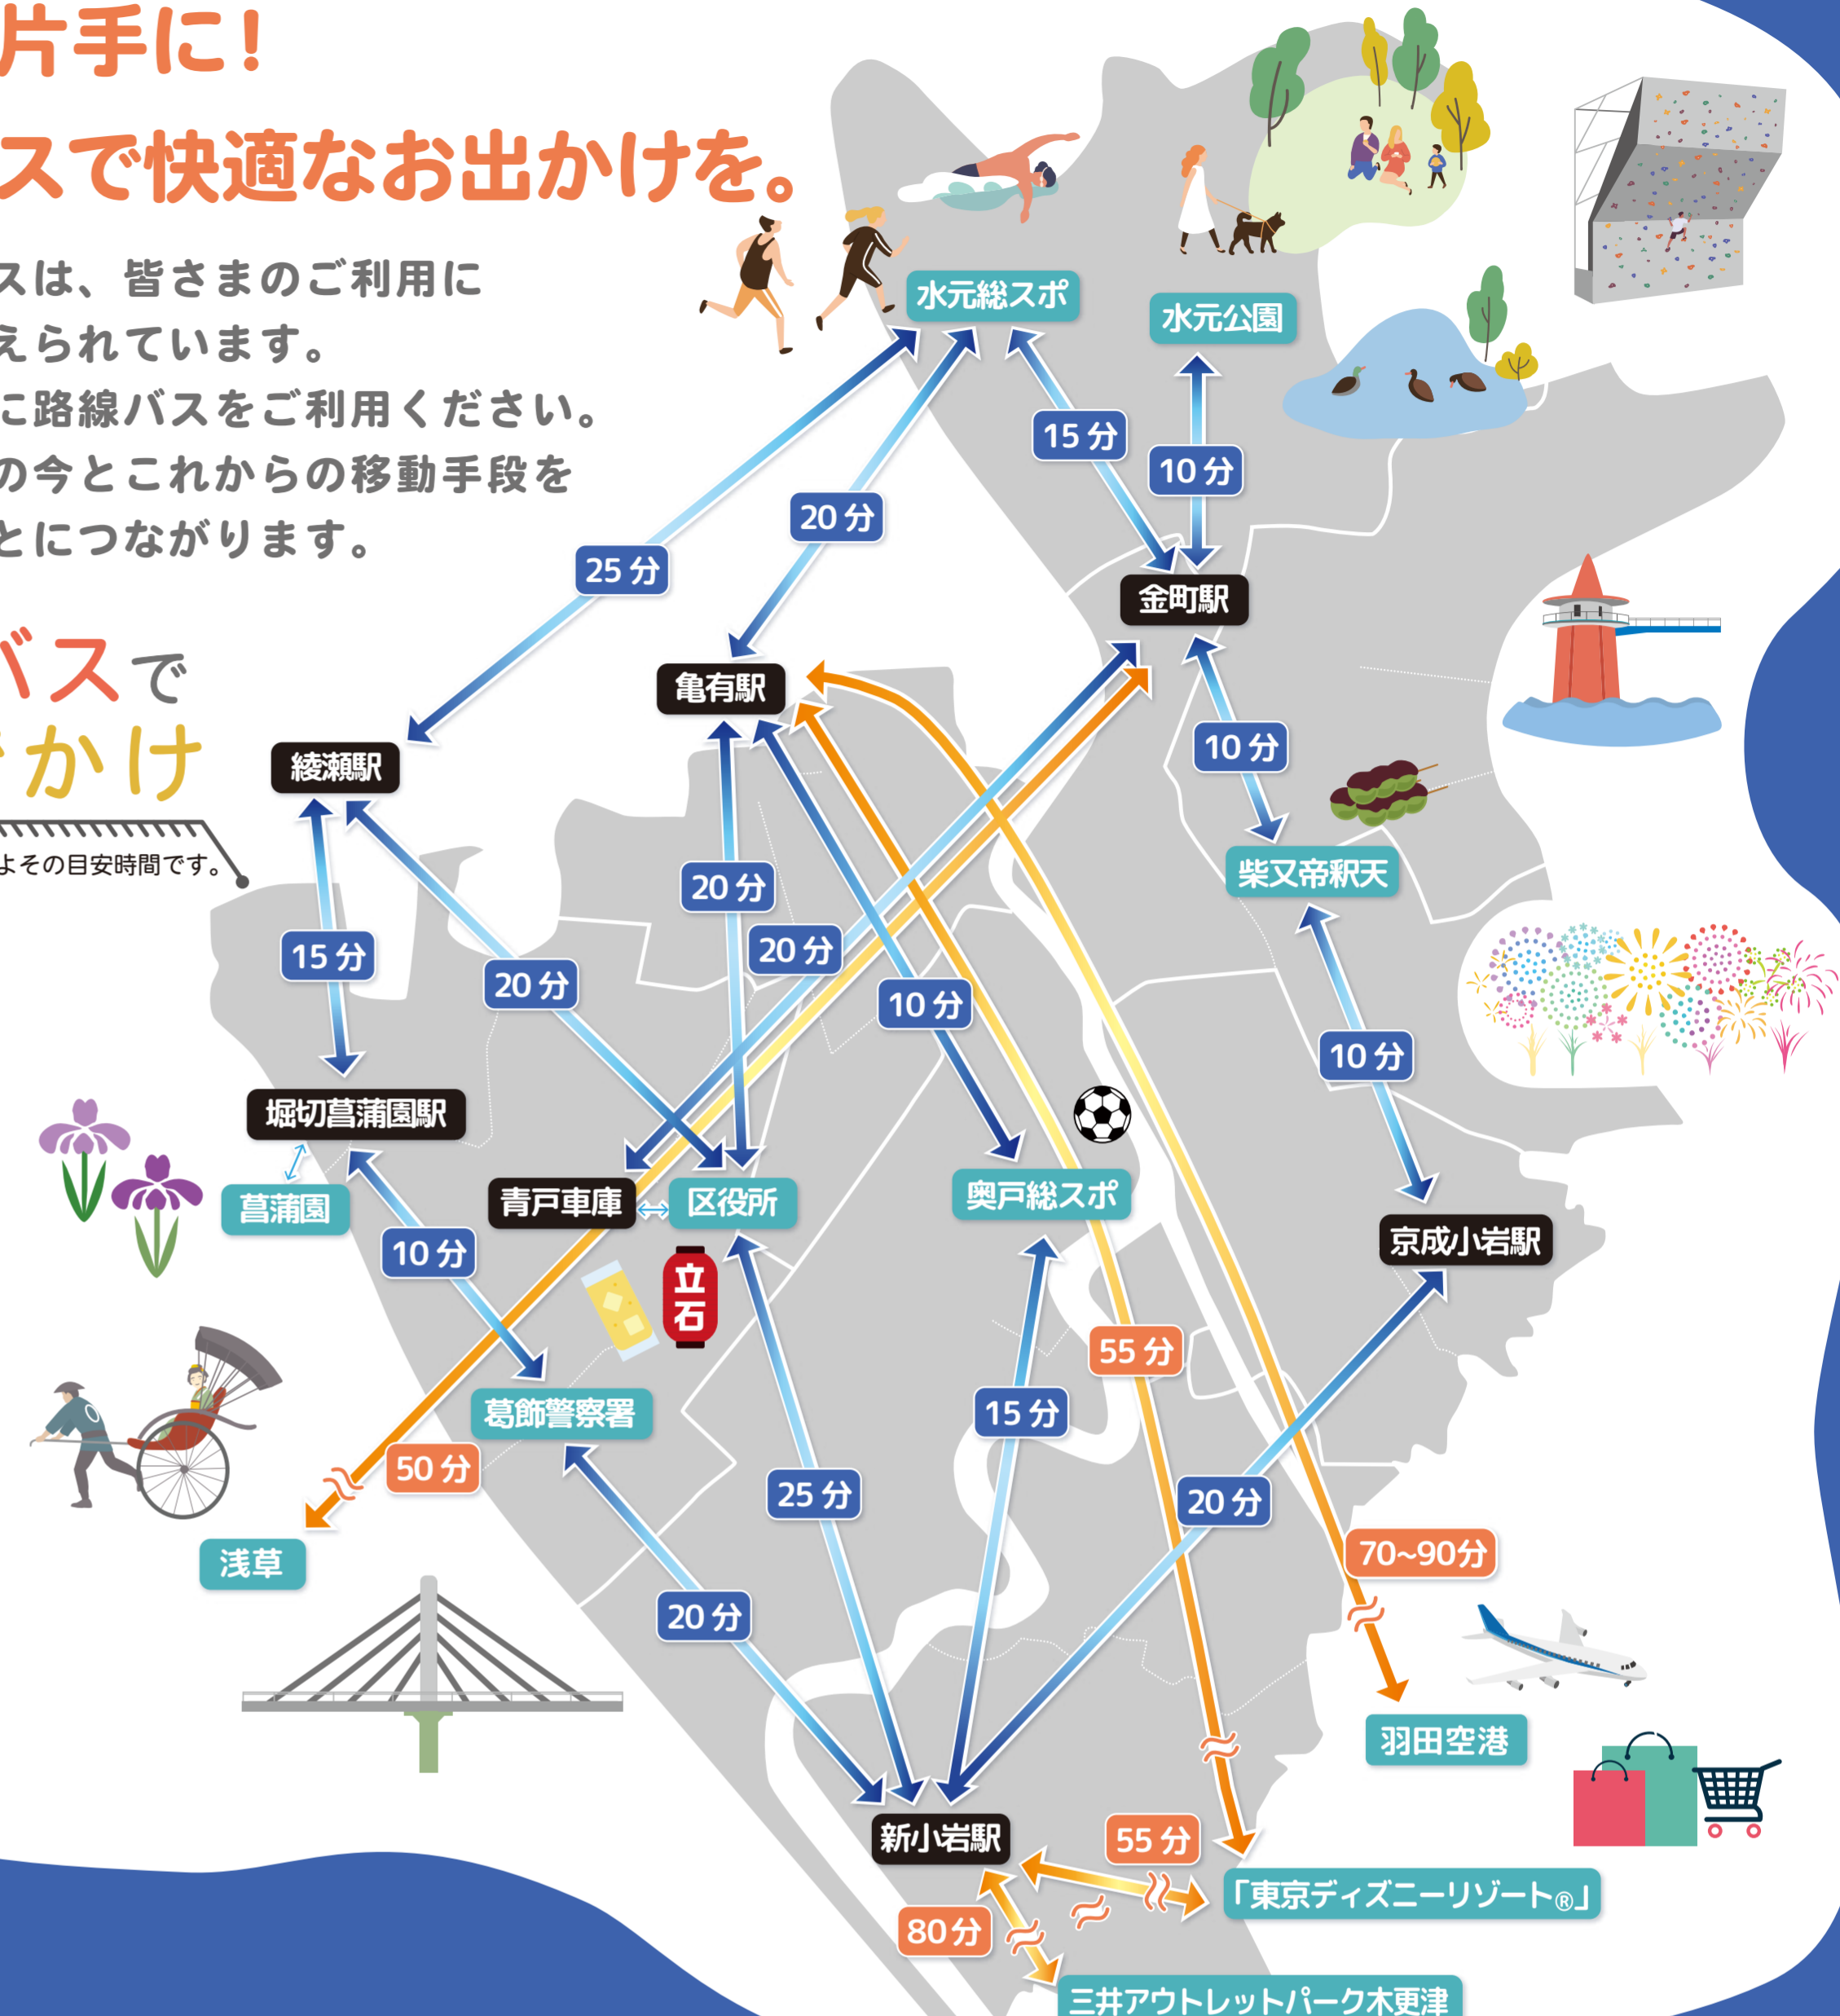 片手に！
スで快適なお出かけを。
スは、皆さまのご利用に
えられています。
に路線バスをご利用ください。
の今とこれからの移動手段を
とにつながります。
バスで
でかけ
よその目安時間です。
水元総スポ
水元公園
15分
10分
20分
25分
金町駅
亀有駅
綾瀬駅
10分
柴又帝釈天
20分
20分
15分
20分
10分
10分
堀切菖蒲園駅
菖蒲園
青戸車庫
区役所
奥戸総スポ
京成小岩駅
10分
立石
55分
15分
葛飾警察署
50分
25分
20分
浅草
70~90分
20分
羽田空港
新小岩駅
55分
「東京ディズニーリゾート®」
80分
三井アウトレットパーク木更津